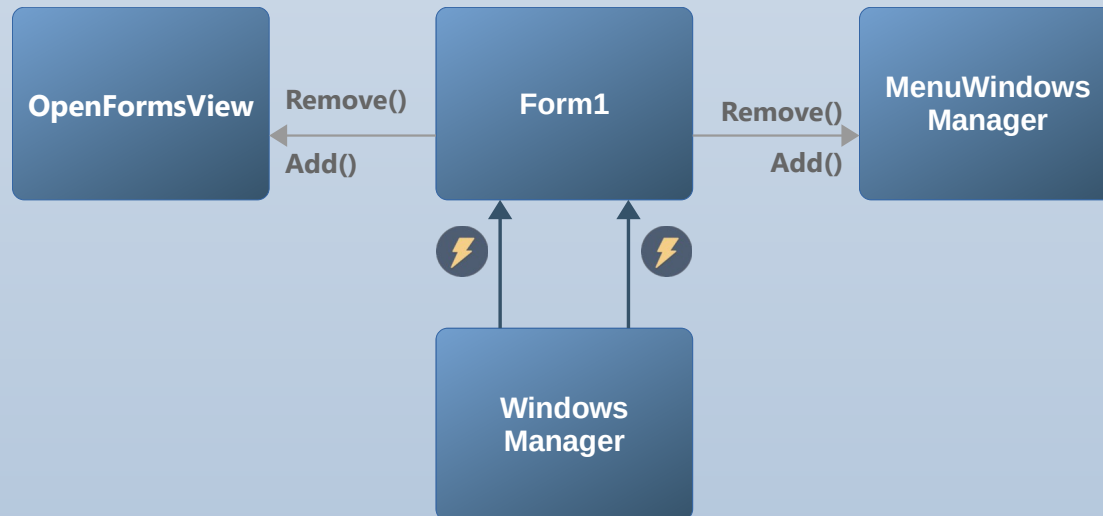 OpenFormsView
Remove()
Add()
Form1
Remove()
Add()
MenuWindows
Manager
Windows
Manager